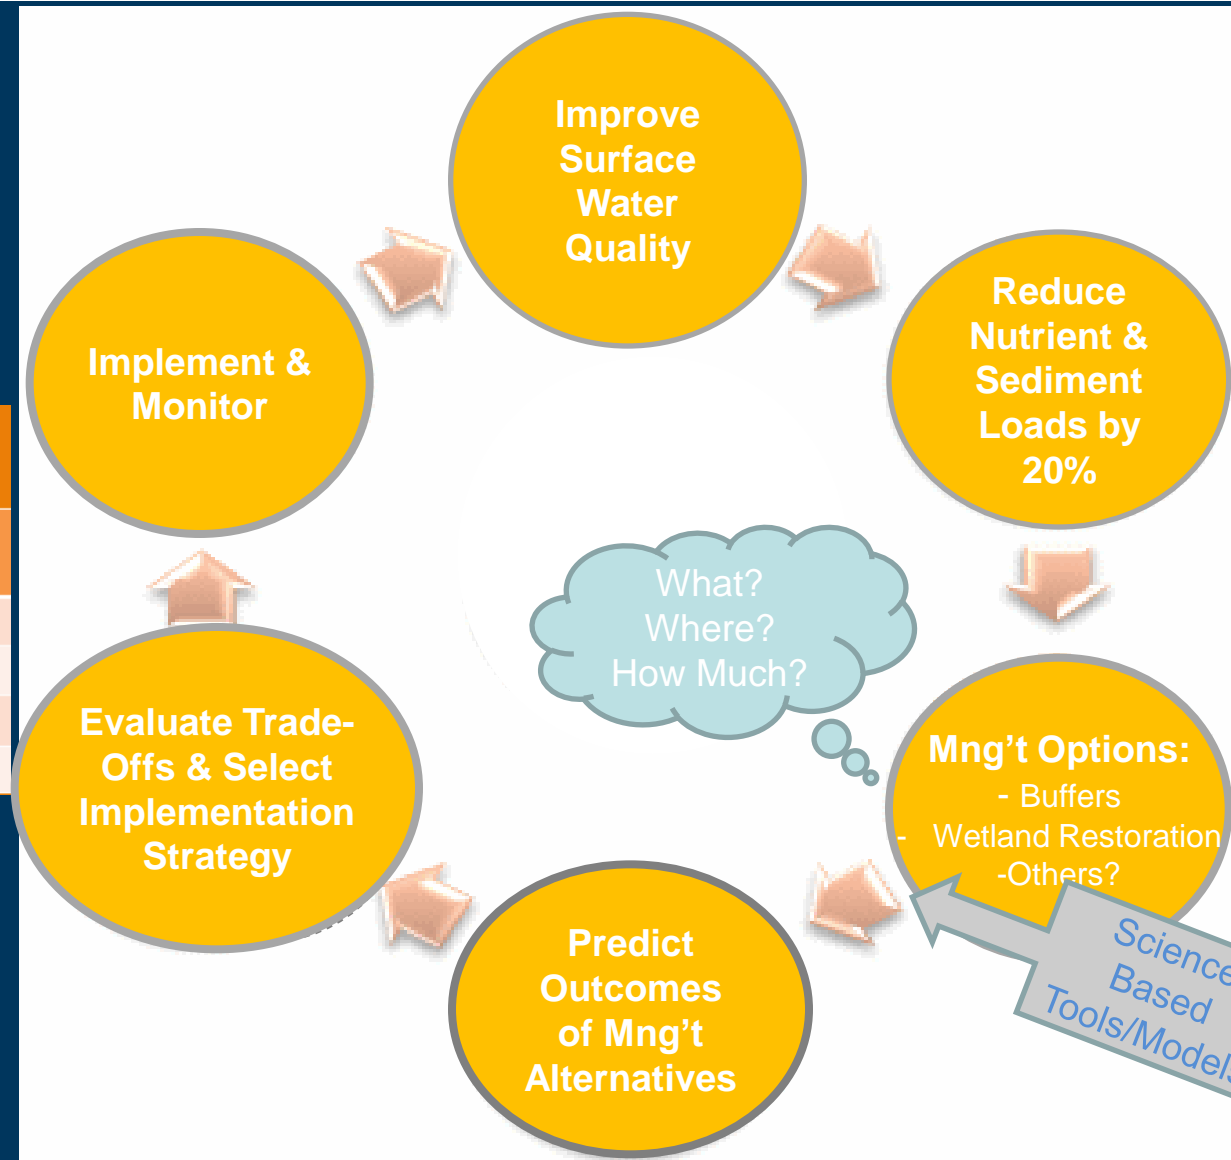 Improve
Surface
Water
Quality
Reduce
Nutrient &
Sediment
Loads by
20%
Mng’t Options:
- Buffers
- Wetland Restoration
-Others?
Science
Based
Tools/Models
What?
Where?
How Much?
Predict
Outcomes
of Mng’t
Alternatives
Evaluate Trade-
Offs & Select
Implementation
Strategy
Implement &
Monitor